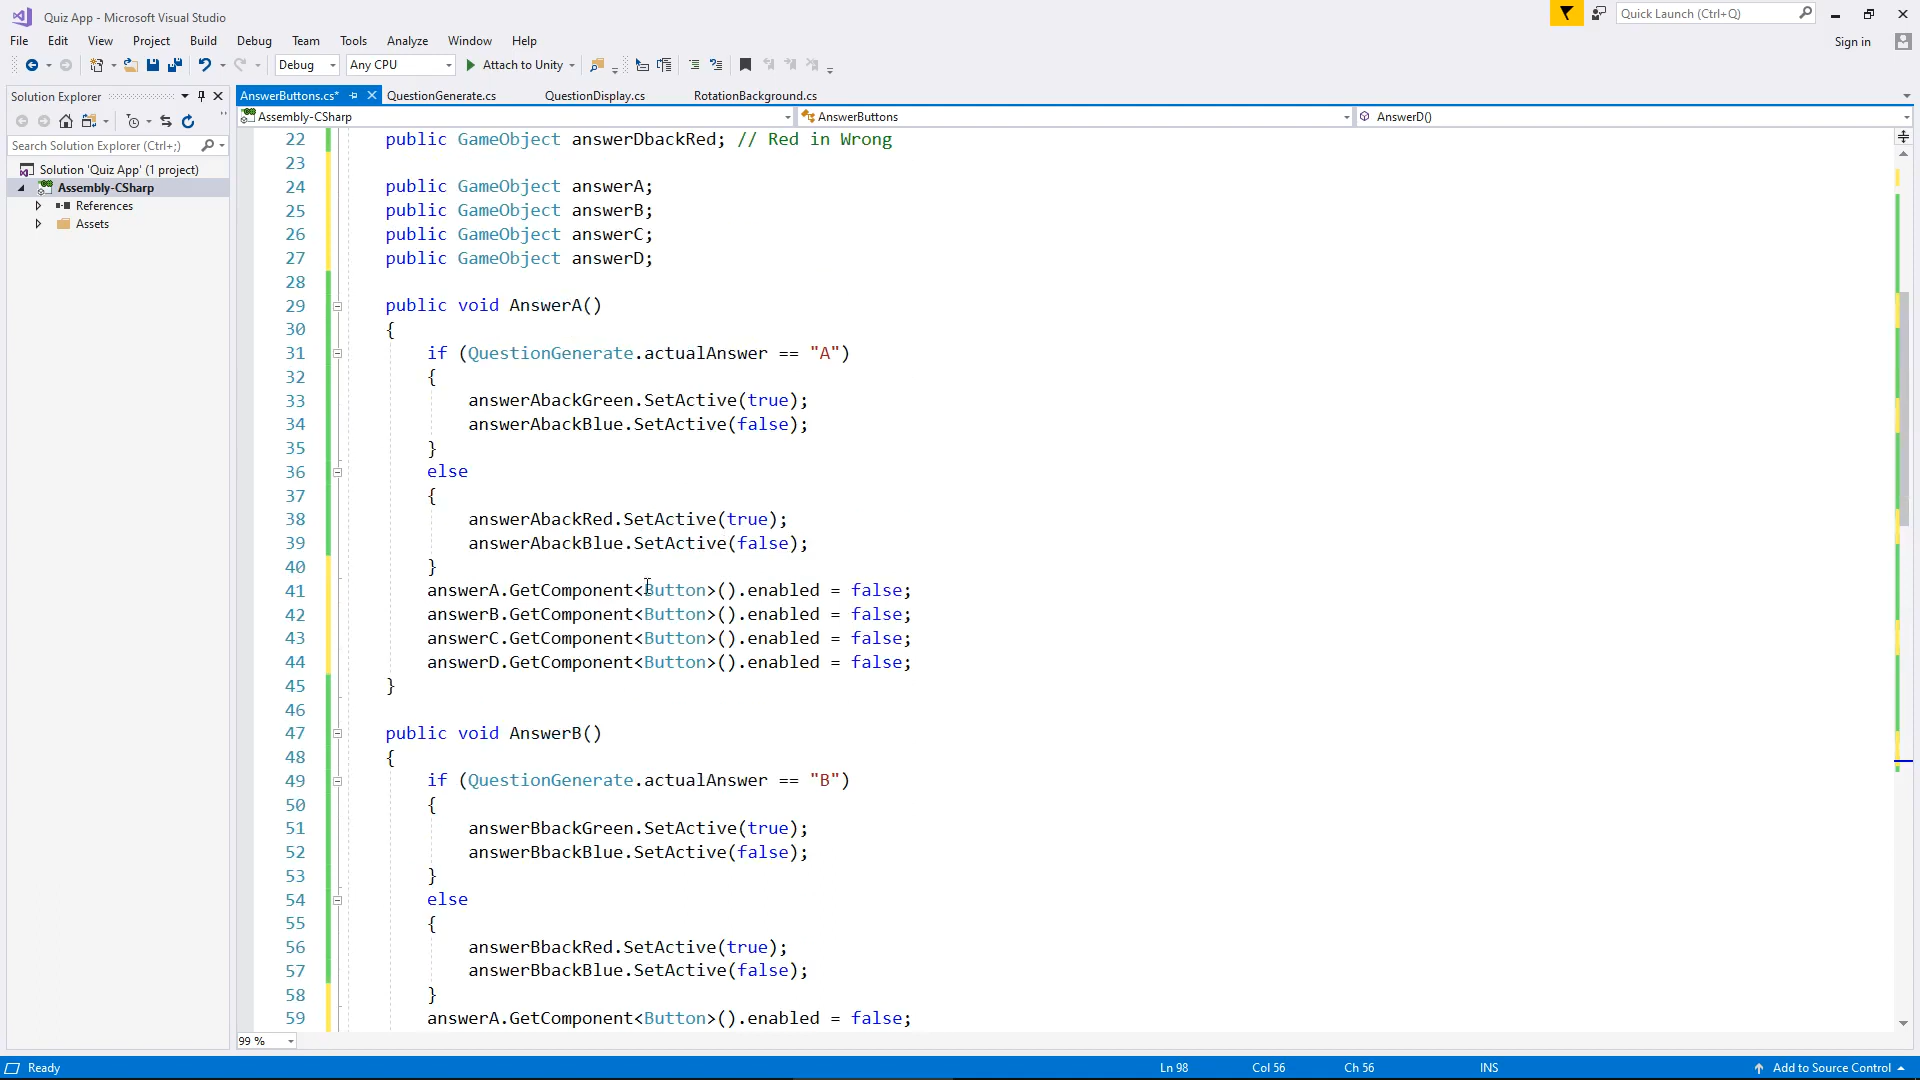 Quiz App - Microsoft Visual Studio
Quick Launch (Ctrl+Q)
File Edit View Project Build Debug Team Tools Analyze Window Help
Sign in
Debug Any CPU Attach to Unity
Solution Explorer
AnswerButtons.cs* QuestionGenerate.cs QuestionDisplay.cs RotationBackground.cs
Assembly-CSharp AnswerButtons AnswerD()
Search Solution Explorer (Ctrl+;)
Solution 'Quiz App' (1 project)
Assembly-CSharp
References
Assets
22 public GameObject answerDbackRed; // Red in Wrong
23
24 public GameObject answerA;
25 public GameObject answerB;
26 public GameObject answerC;
27 public GameObject answerD;
28
29 public void AnswerA()
30 {
31 if (QuestionGenerate.actualAnswer == "A")
32 {
33 answerAbackGreen.SetActive(true);
34 answerAbackBlue.SetActive(false);
35 }
36 else
37 {
38 answerAbackRed.SetActive(true);
39 answerAbackBlue.SetActive(false);
40 }
41 answerA.GetComponent<Button>().enabled = false;
42 answerB.GetComponent<Button>().enabled = false;
43 answerC.GetComponent<Button>().enabled = false;
44 answerD.GetComponent<Button>().enabled = false;
45 }
46
47 public void AnswerB()
48 {
49 if (QuestionGenerate.actualAnswer == "B")
50 {
51 answerBbackGreen.SetActive(true);
52 answerBbackBlue.SetActive(false);
53 }
54 else
55 {
56 answerBbackRed.SetActive(true);
57 answerBbackBlue.SetActive(false);
58 }
59 answerA.GetComponent<Button>().enabled = false;
99 %
Ready Ln 98 Col 56 Ch 56 INS Add to Source Control